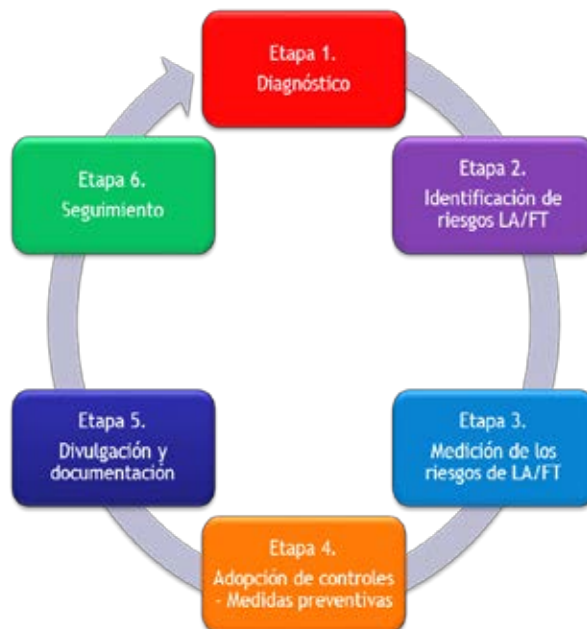 Etapa 1.
Diagnóstico
Etapa 2.
Identificación de
riesgos LA/FT
Etapa 3.
Medición de los
riesgos de LA/FT
Etapa 4.
Adopción de controles
- Medidas preventivas
Etapa 5.
Divulgación y
documentación
Etapa 6.
Seguimiento